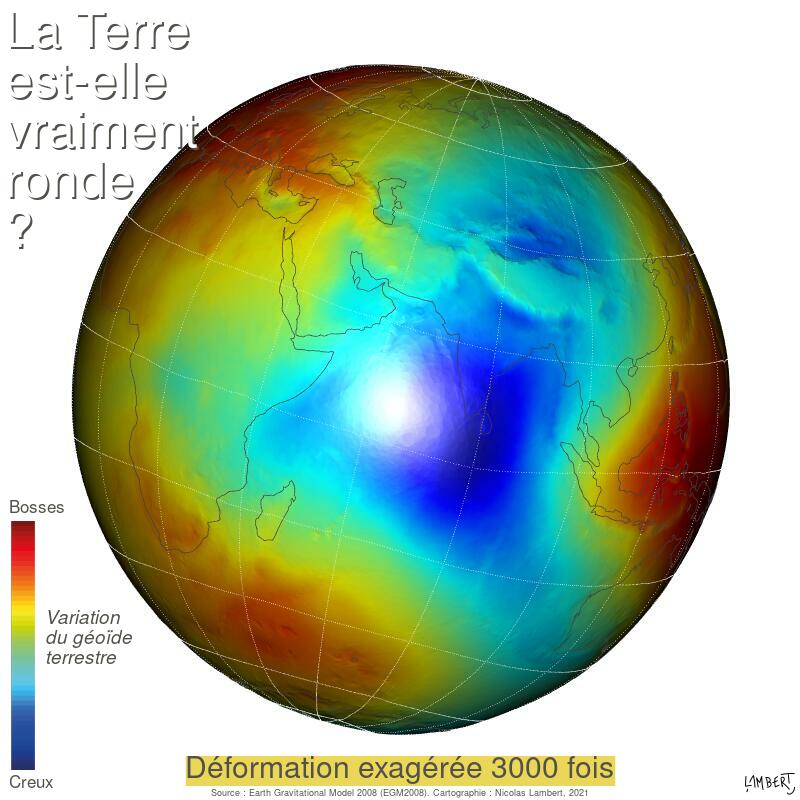 La Terre
est-elle
vraiment
ronde
?
Bosses
Variation
du géoïde
terrestre
Creux
Déformation exagérée 3000 fois
Source : Earth Gravitational Model 2008 (EGM2008). Cartographie : Nicolas Lambert, 2021
LAMBERT